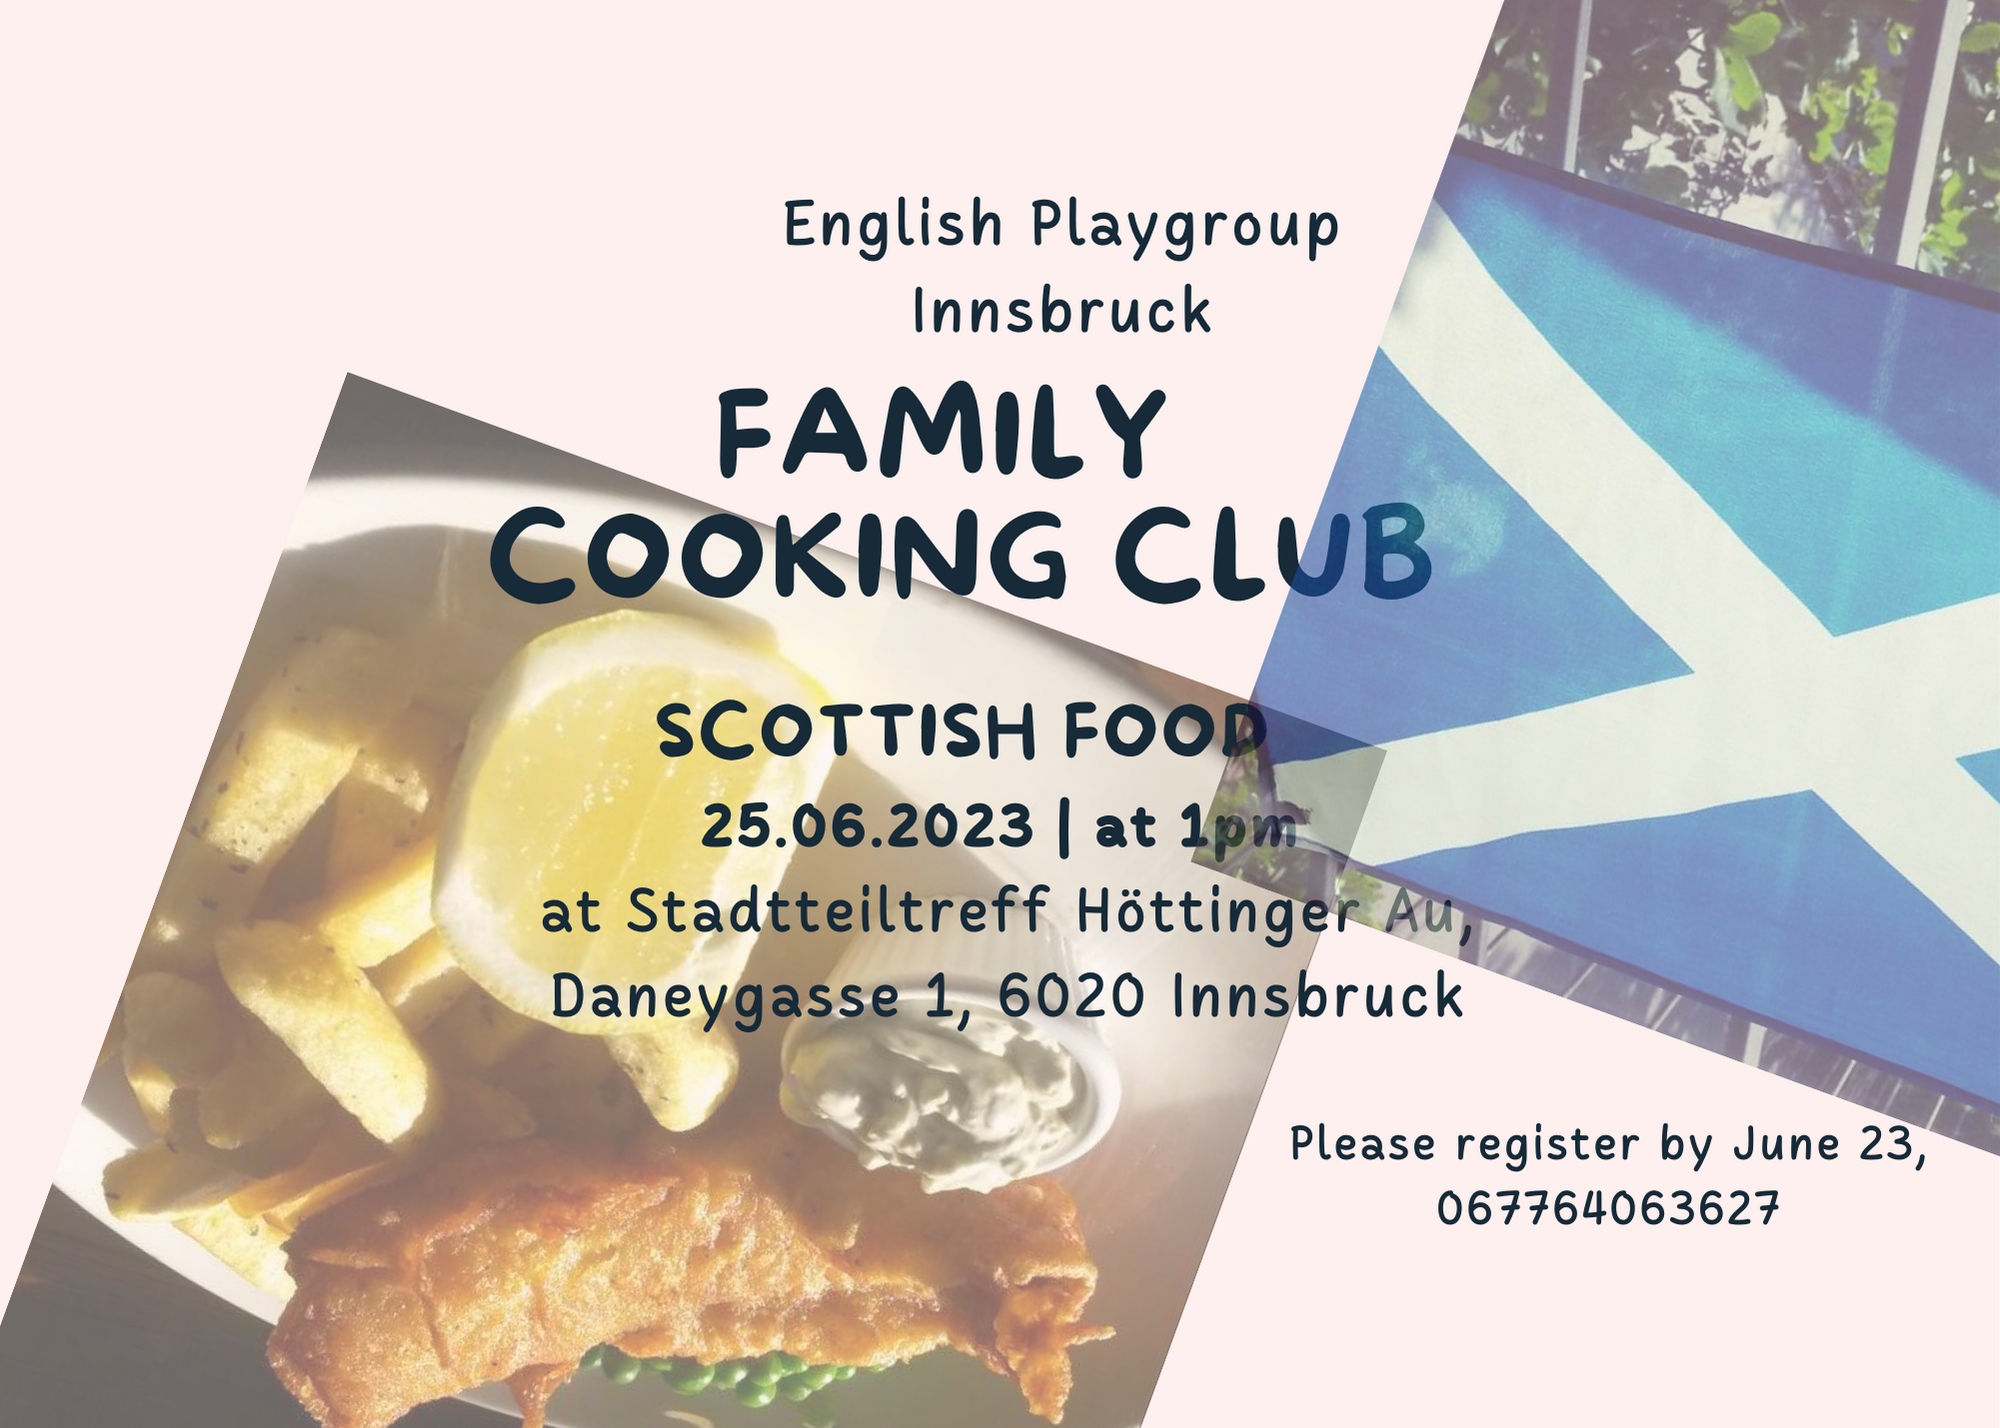 English Playgroup
Innsbruck
FAMILY
COOKING CLUB
SCOTTISH FOOD
25.06.2023 | at 1pm
at Stadtteiltreff Höttinger Au,
Daneygasse 1, 6020 Innsbruck
Please register by June 23,
067764063627